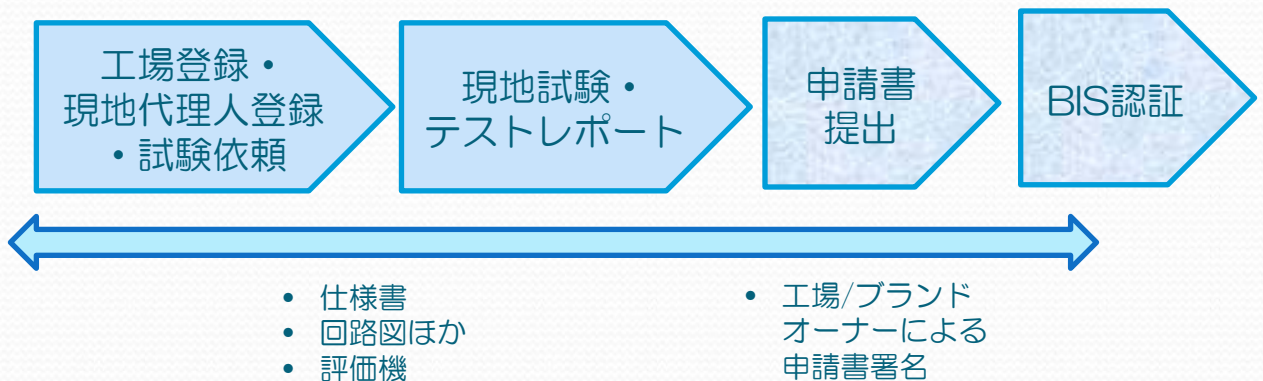 工場登録・
現地代理人登録
・試験依頼
現地試験・
テストレポート
申請書
提出
BIS認証
• 仕様書
• 回路図ほか
• 評価機
• 工場/ブランド
オーナーによる
申請書署名